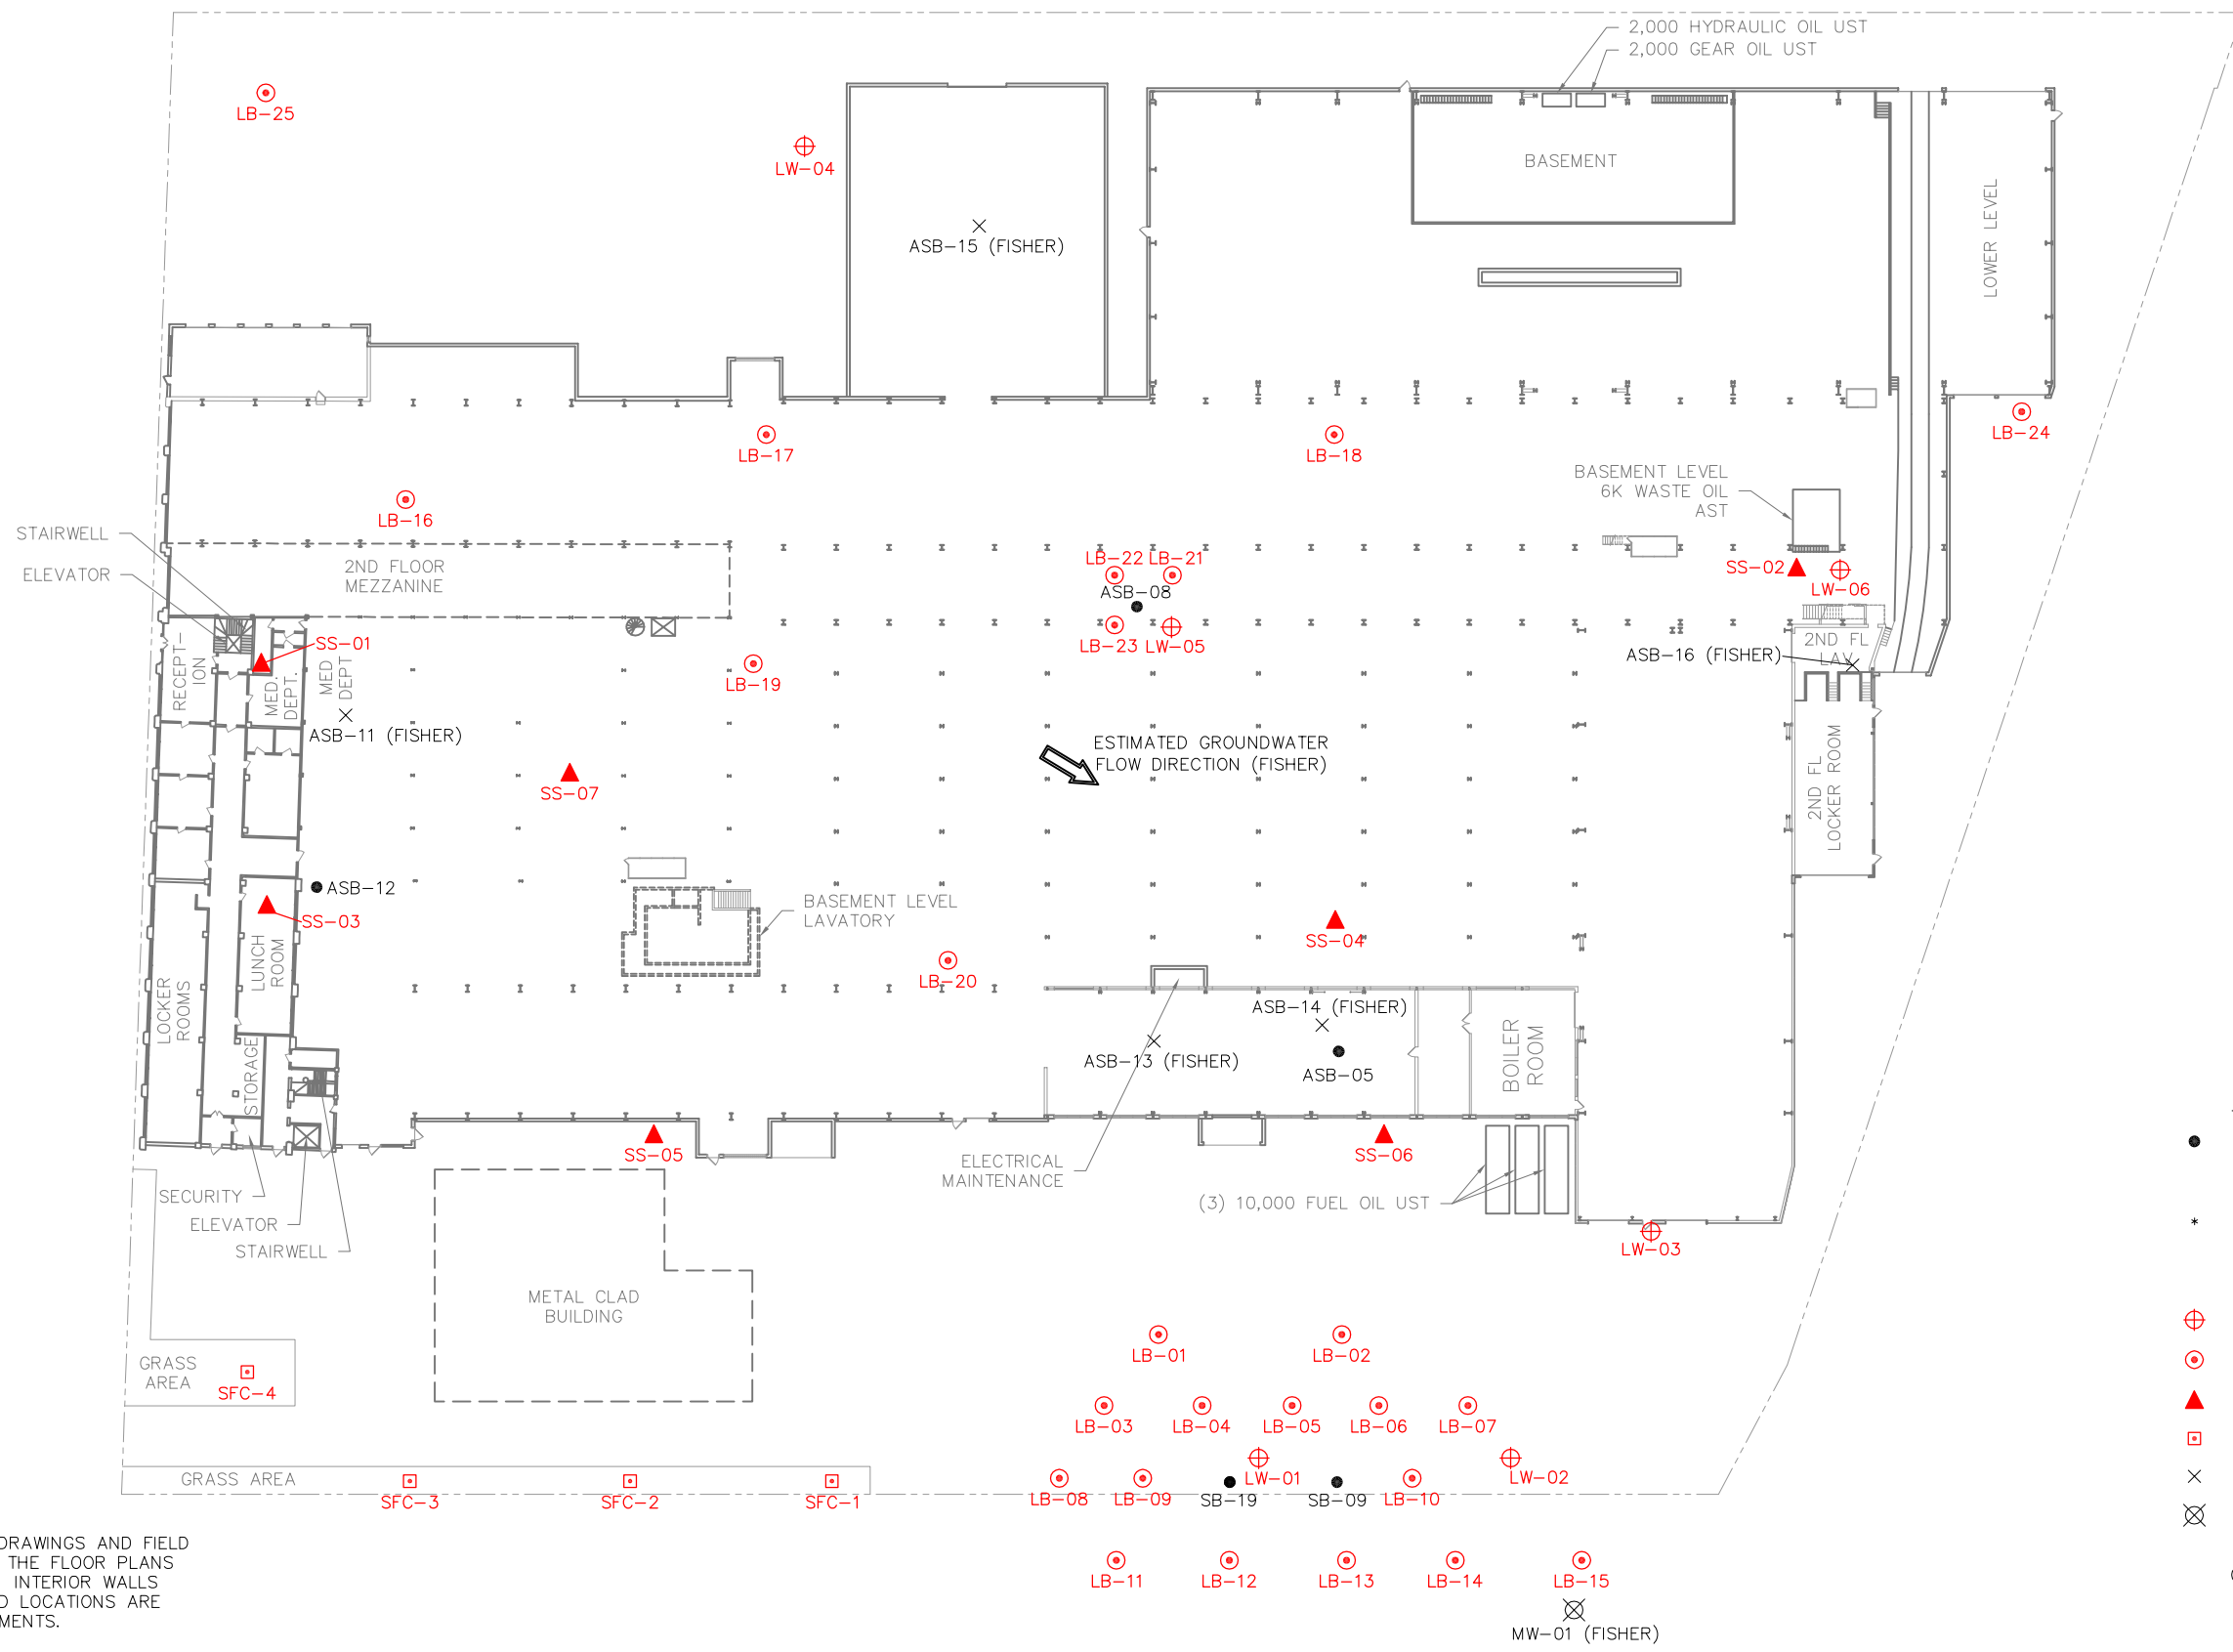 2,000 HYDRAULIC OIL UST
2,000 GEAR OIL UST
LB-25
LW-04
BASEMENT
ASB-15 (FISHER)
LOWER LEVEL
LB-24
LB-17
LB-18
BASEMENT LEVEL
6K WASTE OIL
AST
LB-16
STAIRWELL
ELEVATOR
2ND FLOOR
MEZZANINE
LB-22
LB-21
ASB-08
LB-23
LW-05
SS-02
LW-06
2ND FL
LAV.
ASB-16 (FISHER)
SS-01
RECEPT-
ION
MED.
DEPT.
MED
DEPT
LB-19
ASB-11 (FISHER)
ESTIMATED GROUNDWATER
FLOW DIRECTION (FISHER)
SS-07
2ND FL
LOCKER ROOM
ASB-12
SS-03
BASEMENT LEVEL
LAVATORY
SS-04
LUNCH
ROOM
LB-20
LOCKER
ROOMS
ASB-14 (FISHER)
ASB-13 (FISHER)
ASB-05
BOILER
ROOM
STORAGE
SS-05
SS-06
ELECTRICAL
MAINTENANCE
SECURITY
ELEVATOR
STAIRWELL
(3) 10,000 FUEL OIL UST
LW-03
METAL CLAD
BUILDING
LB-01
LB-02
GRASS
AREA
SFC-4
LB-03
LB-04
LB-05
LB-06
LB-07
GRASS AREA
SFC-3
SFC-2
SFC-1
LB-08
LB-09
LW-01
SB-19
SB-09
LB-10
LW-02
DRAWINGS AND FIELD
THE FLOOR PLANS
INTERIOR WALLS
D LOCATIONS ARE
MENTS.
LB-11
LB-12
LB-13
LB-14
LB-15
MW-01 (FISHER)